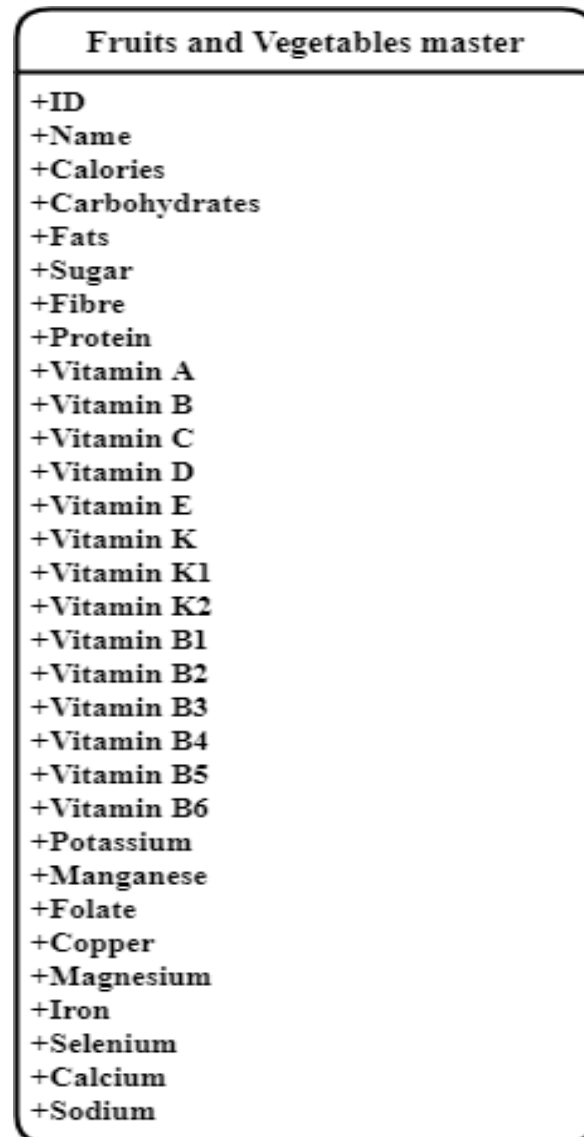 Fruits and Vegetables master
+ID
+Name
+Calories
+Carbohydrates
+Fats
+Sugar
+Fibre
+Protein
+Vitamin A
+Vitamin B
+Vitamin C
+Vitamin D
+Vitamin E
+Vitamin K
+Vitamin K1
+Vitamin K2
+Vitamin B1
+Vitamin B2
+Vitamin B3
+Vitamin B4
+Vitamin B5
+Vitamin B6
+Potassium
+Manganese
+Folate
+Copper
+Magnesium
+Iron
+Selenium
+Calcium
+Sodium